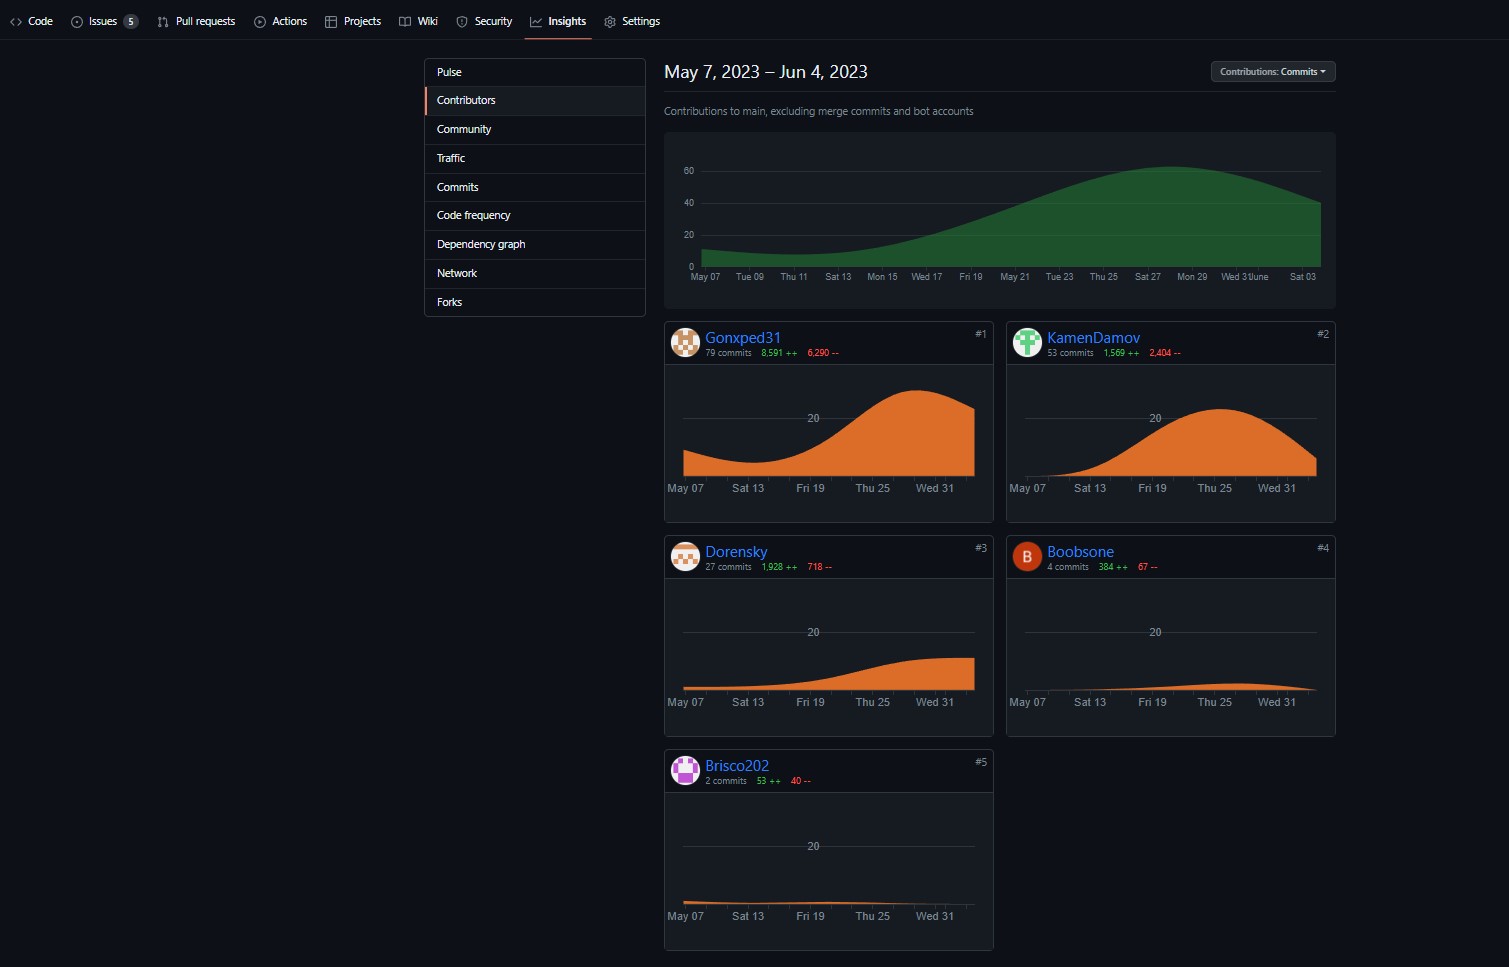 Code Issues 5 Pull requests Actions Projects Wiki Security Insights Settings
Pulse
Contributors
Community
Traffic
Commits
Code frequency
Dependency graph
Network
Forks
May 7, 2023 – Jun 4, 2023
Contributions: Commits
Contributions to main, excluding merge commits and bot accounts
60
40
20
0
May 07 Tue 09 Thu 11 Sat 13 Mon 15 Wed 17 Fri 19 May 21 Tue 23 Thu 25 Sat 27 Mon 29 Wed 31 June Sat 03
Gonxped31 #1
79 commits 8,591 ++ 6,290 --
20
May 07 Sat 13 Fri 19 Thu 25 Wed 31
KamenDamov #2
53 commits 1,569 ++ 2,404 --
20
May 07 Sat 13 Fri 19 Thu 25 Wed 31
Dorensky #3
27 commits 1,928 ++ 718 --
20
May 07 Sat 13 Fri 19 Thu 25 Wed 31
B
Boobsone #4
4 commits 384 ++ 67 --
20
May 07 Sat 13 Fri 19 Thu 25 Wed 31
Brisco202 #5
2 commits 53 ++ 40 --
20
May 07 Sat 13 Fri 19 Thu 25 Wed 31